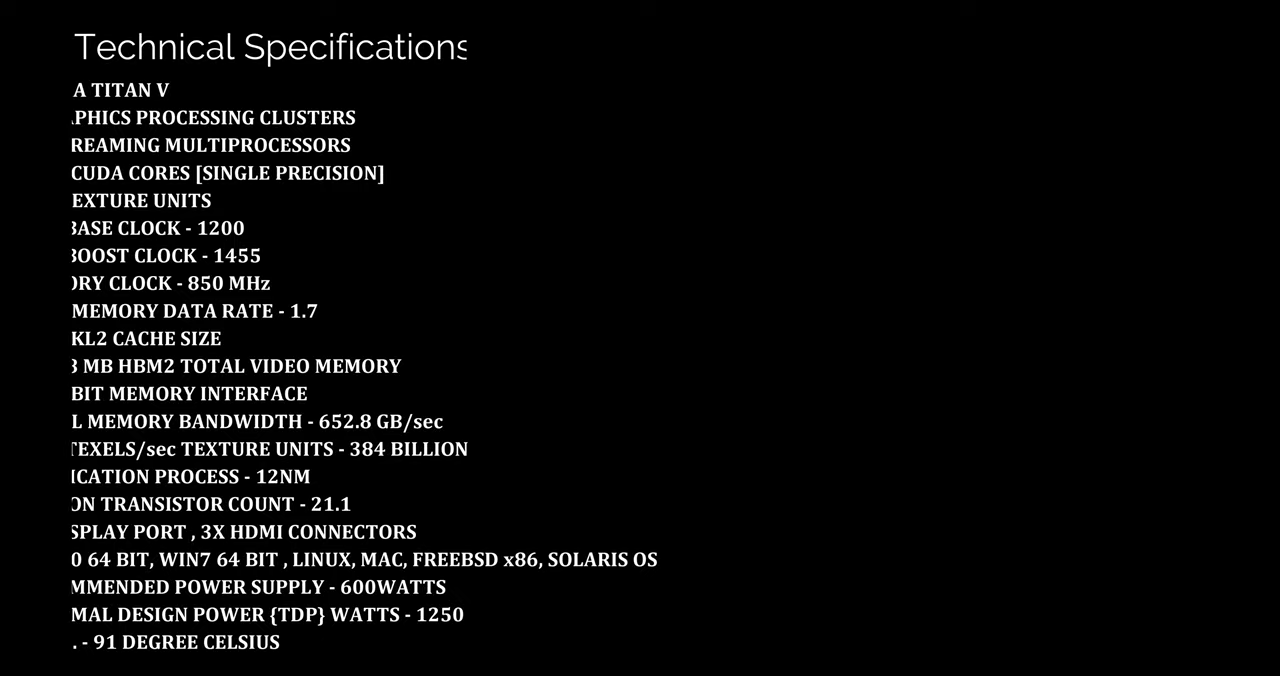 Technical Specifications
A TITAN V
PHICS PROCESSING CLUSTERS
REAMING MULTIPROCESSORS
CUDA CORES [SINGLE PRECISION]
EXTURE UNITS
BASE CLOCK - 1200
BOOST CLOCK - 1455
ORY CLOCK - 850 MHz
MEMORY DATA RATE - 1.7
KL2 CACHE SIZE
MB HBM2 TOTAL VIDEO MEMORY
BIT MEMORY INTERFACE
L MEMORY BANDWIDTH - 652.8 GB/sec
TEXELS/sec TEXTURE UNITS - 384 BILLION
ICATION PROCESS - 12NM
ON TRANSISTOR COUNT - 21.1
SPLAY PORT , 3X HDMI CONNECTORS
0 64 BIT, WIN7 64 BIT , LINUX, MAC, FREEBSD x86, SOLARIS OS
MMENDED POWER SUPPLY - 600WATTS
MAL DESIGN POWER {TDP} WATTS - 1250
. - 91 DEGREE CELSIUS